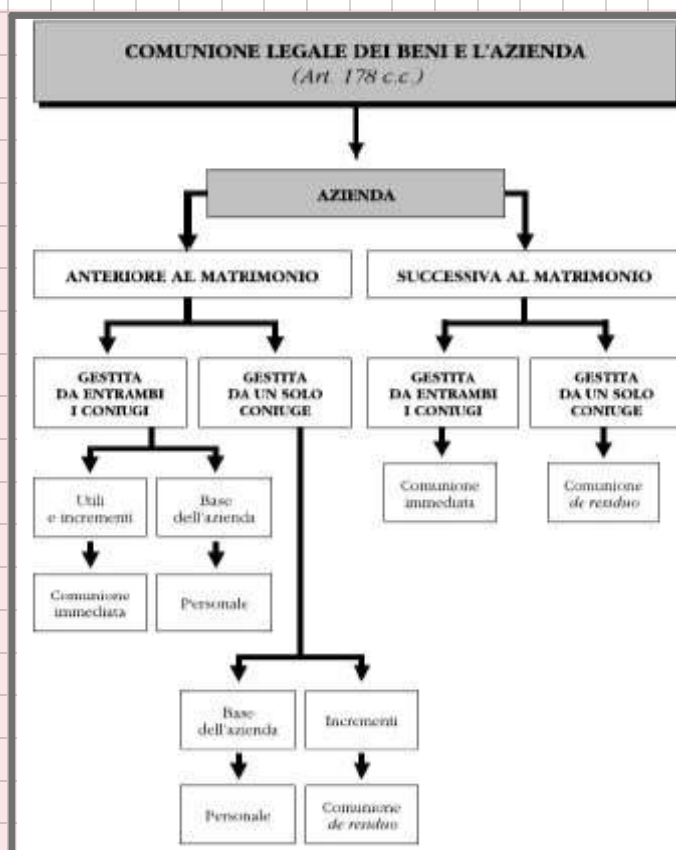 COMUNIONE LEGALE DEI BENI E L'AZIENDA
(Art. 178 c.c.)
AZIENDA
ANTERIORE AL MATRIMONIO
SUCCESSIVA AL MATRIMONIO
GESTITA
DA ENTRAMBI
I CONIUGI
GESTITA
DA UN SOLO
CONIUGE
GESTITA
DA ENTRAMBI
I CONIUGI
GESTITA
DA UN SOLO
CONIUGE
Utili
e incrementi
Base
dell'azienda
Comunione
immediata
Comunione
de residuo
Comunione
immediata
Personale
Base
dell'azienda
Incrementi
Personale
Comunione
de residuo